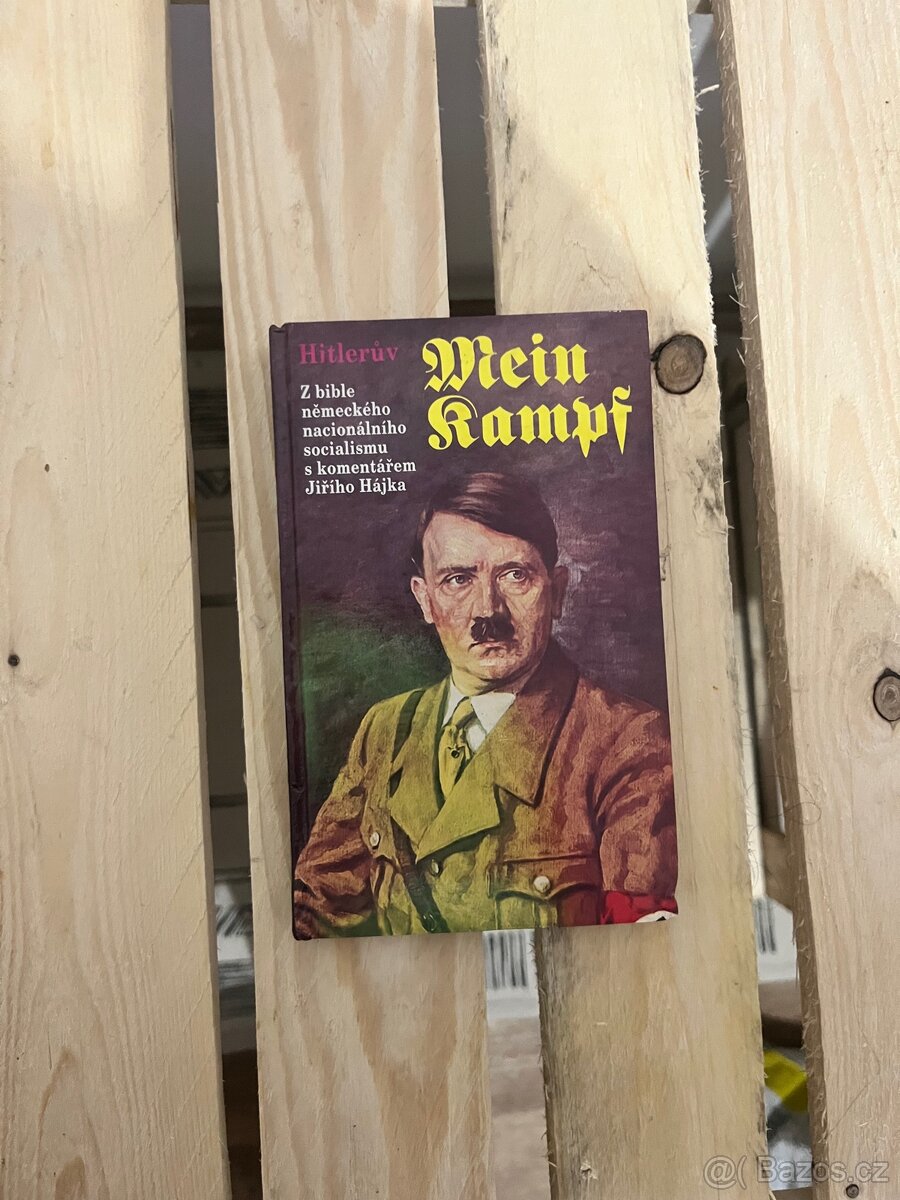 Hitlerův
Mein
Kampf
Z bible
německého
nacionálního
socialismu
s komentářem
Jiřího Hájka
@( Bazos.cz